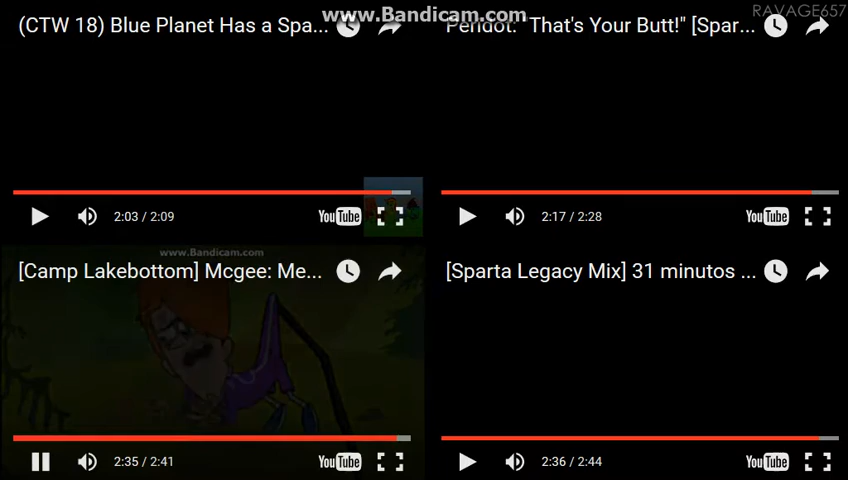 www.Bandicam.com
RAVAGE657
(CTW 18) Blue Planet Has a Spa...
Peridot: "That's Your Butt!" [Spar...
2:03 / 2:09
YouTube
2:17 / 2:28
YouTube
www.Bandicam.com
[Camp Lakebottom] Mcgee: Me...
[Sparta Legacy Mix] 31 minutos ...
2:35 / 2:41
YouTube
2:36 / 2:44
YouTube